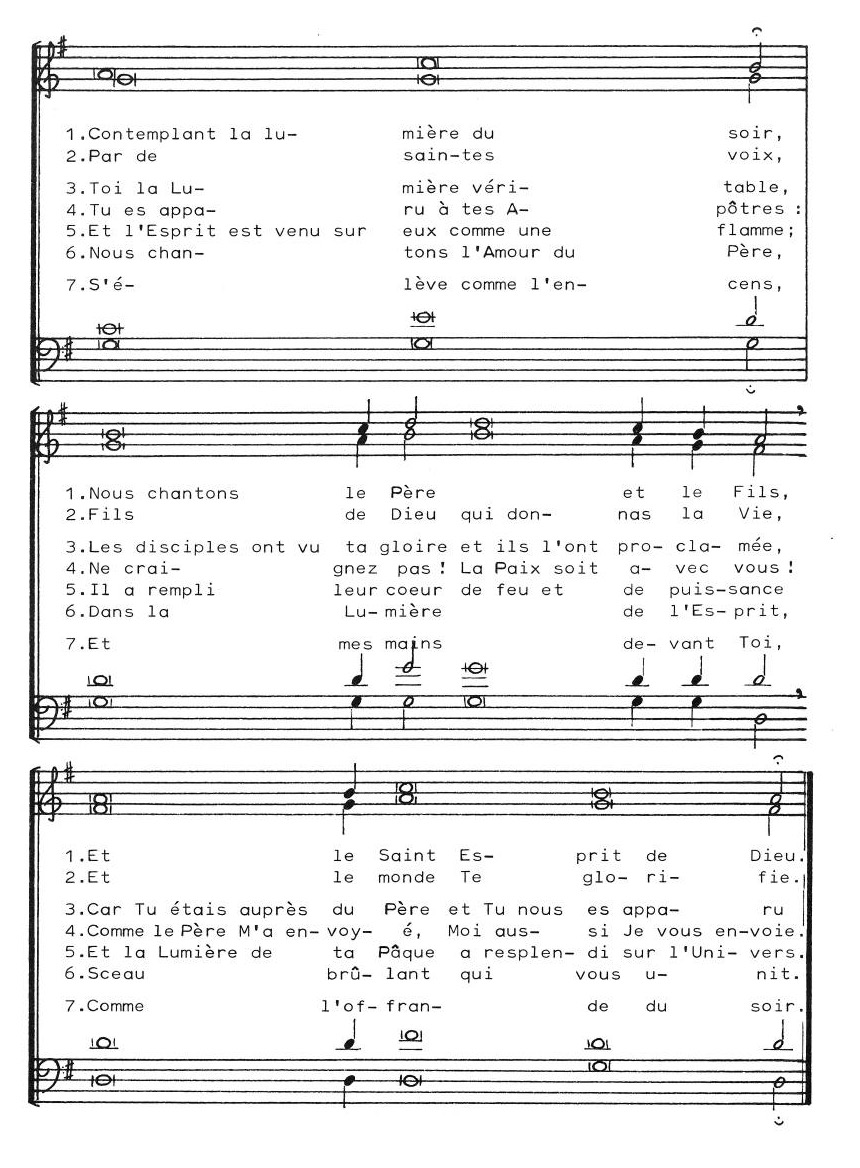 1.Contemplant la lu- mière du soir,
2.Par de sain-tes voix,
3.Toi la Lu- mière véri- table,
4.Tu es appa- ru à tes A- pôtres :
5.Et l'Esprit est venu sur eux comme une flamme;
6.Nous chan- tons l'Amour du Père,
7.S'é- lève comme l'en- cens,
1.Nous chantons le Père et le Fils,
2.Fils de Dieu qui don- nas la Vie,
3.Les disciples ont vu ta gloire et ils l'ont pro- cla- mée,
4.Ne crai- gnez pas ! La Paix soit a- vec vous !
5.Il a rempli leur coeur de feu et de puis-sance
6.Dans la Lu- mière de l'Es- prit,
7.Et mes mains de- vant Toi,
1.Et le Saint Es- prit de Dieu.
2.Et le monde Te glo- ri- fie.
3.Car Tu étais auprès du Père et Tu nous es appa- ru
4.Comme le Père M'a en- voy- é, Moi aus- si Je vous en-voie.
5.Et la Lumière de ta Pâque a resplen- di sur l'Uni- vers.
6.Sceau brû- lant qui vous u- nit.
7.Comme l'of- fran- de du soir.